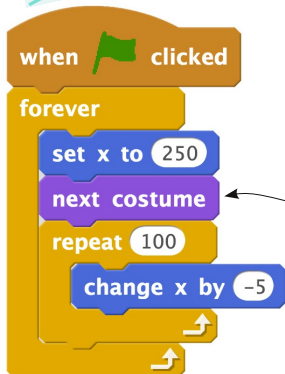 when clicked
forever
set x to 250
next costume
repeat 100
change x by -5